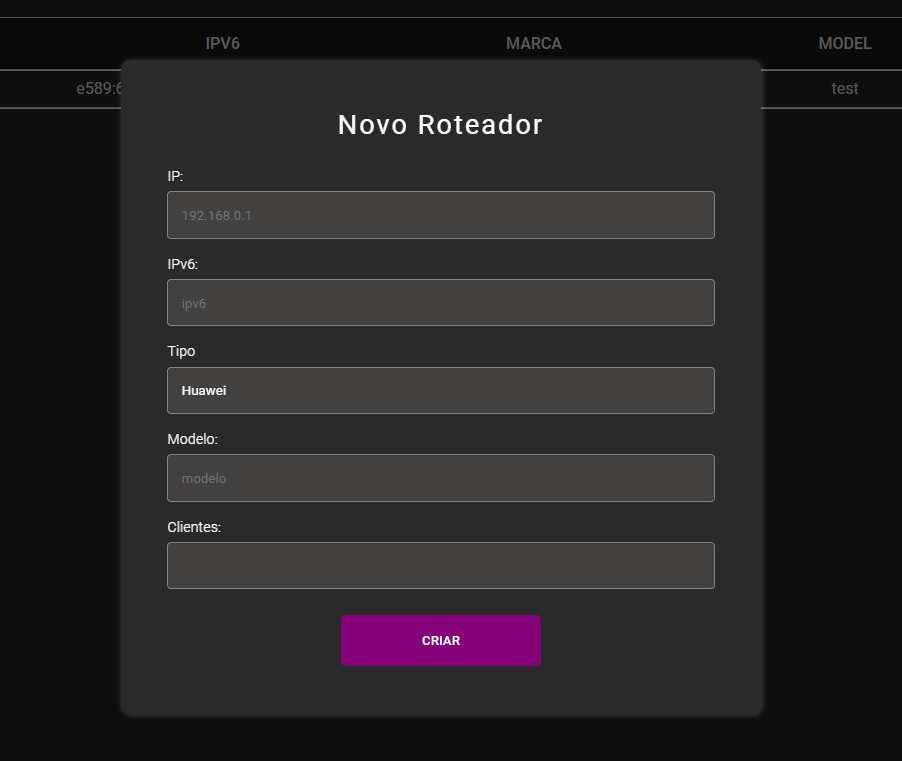 IPV6 MARCA MODEL
e589:6 test
Novo Roteador
IP:
192.168.0.1
IPv6:
ipv6
Tipo
Huawei
Modelo:
modelo
Clientes:
CRIAR